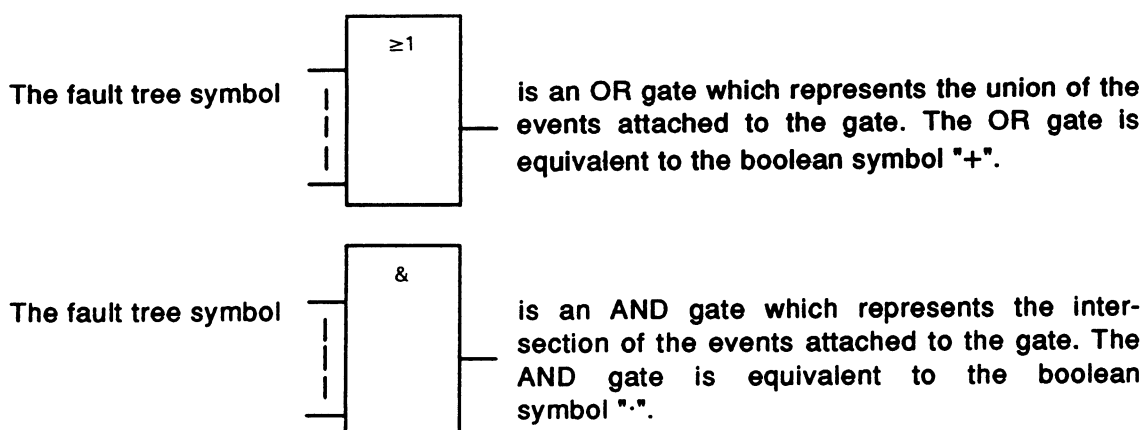 ≥1
The fault tree symbol
is an OR gate which represents the union of the
events attached to the gate. The OR gate is
equivalent to the boolean symbol "+".
&
The fault tree symbol
is an AND gate which represents the inter-
section of the events attached to the gate. The
AND gate is equivalent to the boolean
symbol "·".